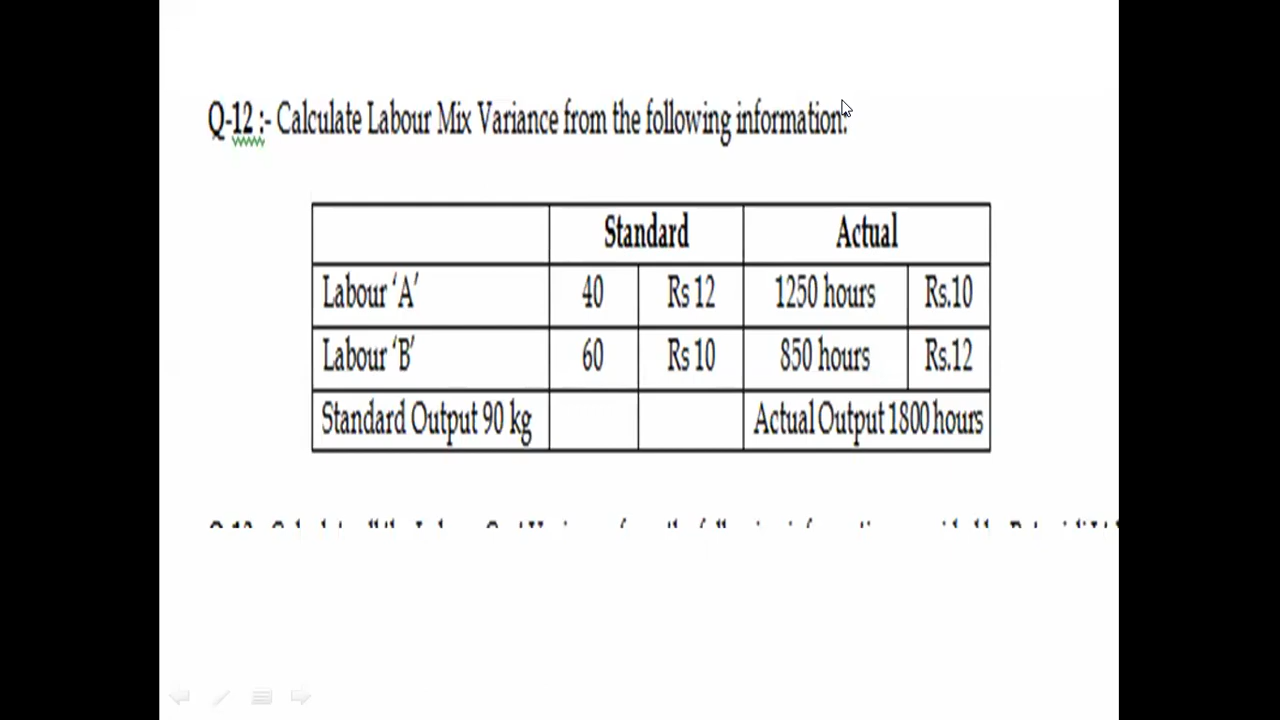 Q-12 :- Calculate Labour Mix Variance from the following information.
Standard Actual
Labour 'A' 40 Rs 12 1250 hours Rs.10
Labour 'B' 60 Rs 10 850 hours Rs.12
Standard Output 90 kg Actual Output 1800 hours